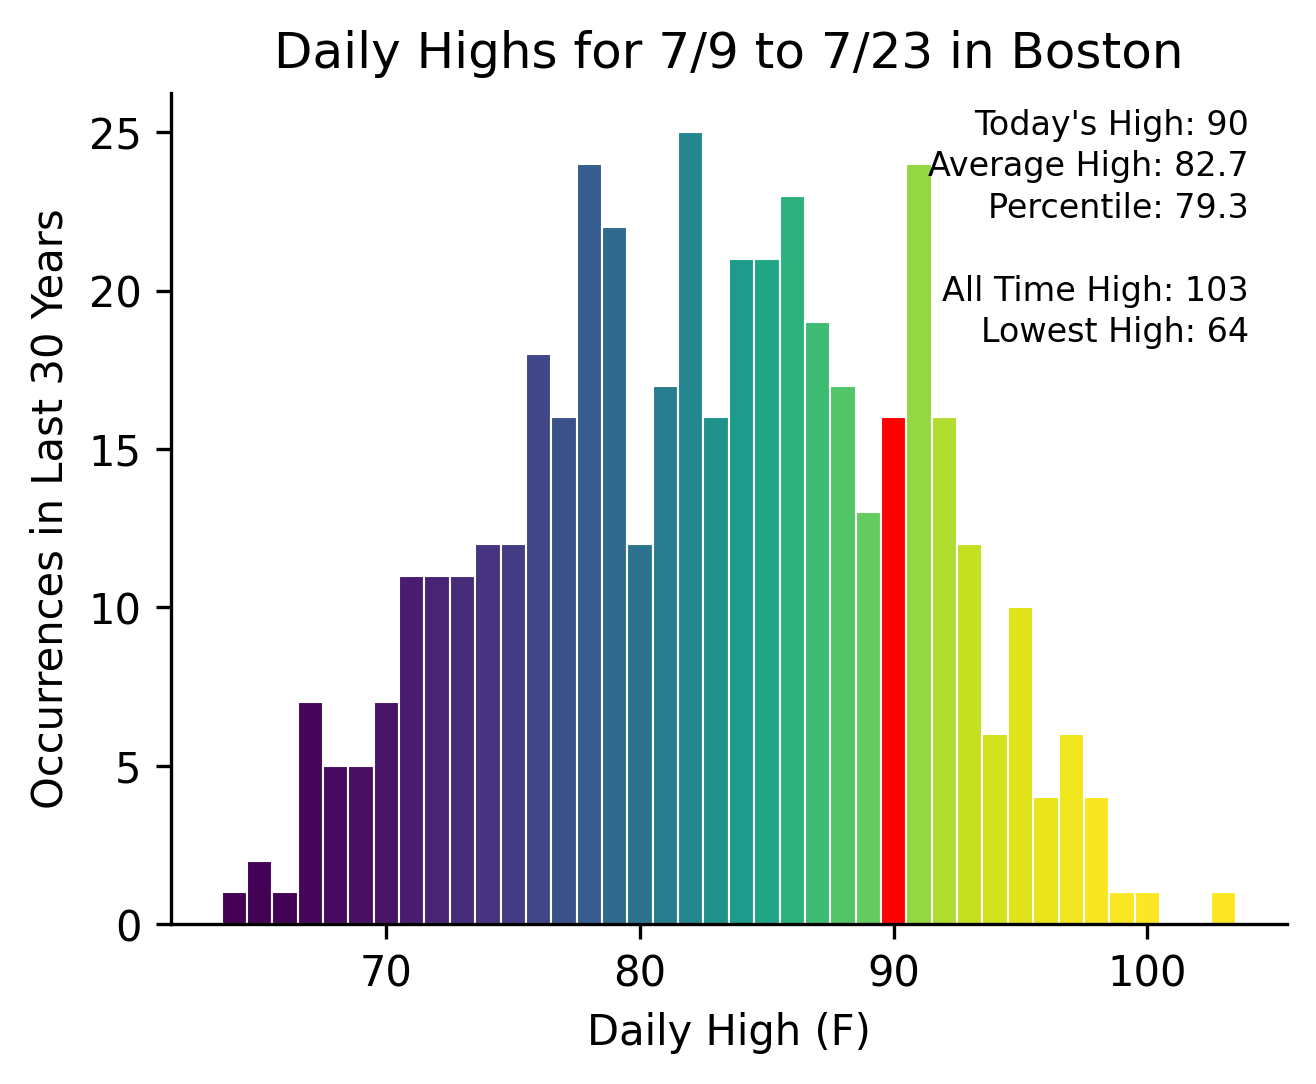 Daily Highs for 7/9 to 7/23 in Boston
Today's High: 90
Average High: 82.7
Percentile: 79.3
All Time High: 103
Lowest High: 64
Occurrences in Last 30 Years
25
20
15
10
5
0
70 80 90 100
Daily High (F)